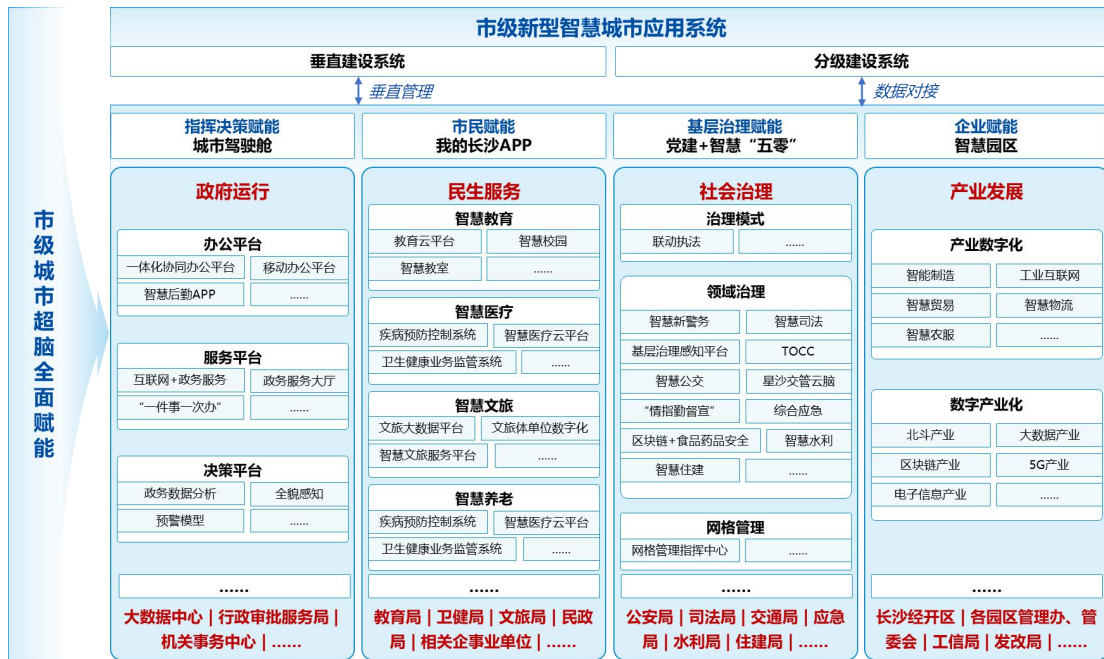 市级新型智慧城市应用系统
垂直建设系统
分级建设系统
垂直管理
数据对接
市级城市超脑全面赋能
指挥决策赋能
城市驾驶舱
政府运行
办公平台
一体化协同办公平台
移动办公平台
智慧后勤APP
……
服务平台
互联网+政务服务
政务服务大厅
“一件事一次办”
……
决策平台
政务数据分析
全貌感知
预警模型
……
……
大数据中心 | 行政审批服务局 |
机关事务中心 | ……
市民赋能
我的长沙APP
民生服务
智慧教育
教育云平台
智慧校园
智慧教室
……
智慧医疗
疾病预防控制系统
智慧医疗云平台
卫生健康业务监管系统
……
智慧文旅
文旅大数据平台
文旅体单位数字化
智慧文旅服务平台
……
智慧养老
疾病预防控制系统
智慧医疗云平台
卫生健康业务监管系统
……
……
教育局 | 卫健局 | 文旅局 | 民政
局 | 相关企事业单位 | ……
基层治理赋能
党建+智慧“五零”
社会治理
治理模式
联动执法
……
领域治理
智慧新警务
智慧司法
基层治理感知平台
TOCC
智慧公交
星沙交管云脑
“情指勤督宣”
综合应急
区块链+食品药品安全
智慧水利
智慧住建
……
网格管理
网格管理指挥中心
……
……
公安局 | 司法局 | 交通局 | 应急
局 | 水利局 | 住建局 | ……
企业赋能
智慧园区
产业发展
产业数字化
智能制造
工业互联网
智慧贸易
智慧物流
智慧衣服
……
数字产业化
北斗产业
大数据产业
区块链产业
5G产业
电子信息产业
……
……
长沙经开区 | 各园区管理办、管
委会 | 工信局 | 发改局 | ……